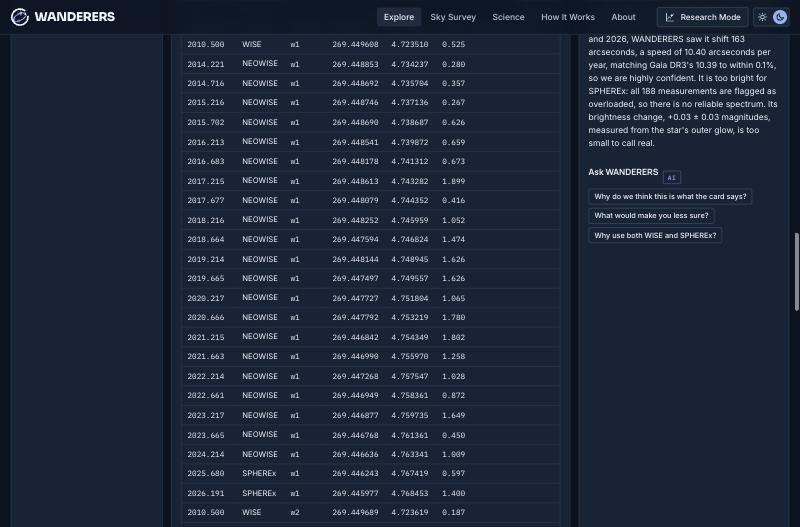 WANDERERS
Explore Sky Survey Science How It Works About Research Mode
2010.500 WISE w1 269.449608 4.723510 0.525
2014.221 NEOWISE w1 269.448853 4.734237 0.280
2014.716 NEOWISE w1 269.448692 4.735704 0.357
2015.216 NEOWISE w1 269.448746 4.737136 0.267
2015.702 NEOWISE w1 269.448690 4.738687 0.626
2016.213 NEOWISE w1 269.448541 4.739872 0.659
2016.683 NEOWISE w1 269.448178 4.741312 0.673
2017.215 NEOWISE w1 269.448613 4.743282 1.899
2017.677 NEOWISE w1 269.448079 4.744352 0.416
2018.216 NEOWISE w1 269.448252 4.745959 1.052
2018.664 NEOWISE w1 269.447594 4.746824 1.474
2019.214 NEOWISE w1 269.448144 4.748945 1.626
2019.665 NEOWISE w1 269.447497 4.749557 1.626
2020.217 NEOWISE w1 269.447727 4.751804 1.065
2020.666 NEOWISE w1 269.447792 4.753219 1.780
2021.215 NEOWISE w1 269.446842 4.754349 1.802
2021.663 NEOWISE w1 269.446990 4.755970 1.258
2022.214 NEOWISE w1 269.447268 4.757547 1.028
2022.661 NEOWISE w1 269.446949 4.758361 0.872
2023.217 NEOWISE w1 269.446877 4.759735 1.649
2023.665 NEOWISE w1 269.446768 4.761361 0.450
2024.214 NEOWISE w1 269.446636 4.763341 1.009
2025.680 SPHEREx w1 269.446243 4.767419 0.597
2026.191 SPHEREx w1 269.445977 4.768453 1.400
2010.500 WISE w2 269.449689 4.723619 0.187
and 2026, WANDERERS saw it shift 163
arcseconds, a speed of 10.40 arcseconds per
year, matching Gaia DR3's 10.39 to within 0.1%,
so we are highly confident. It is too bright for
SPHEREx: all 188 measurements are flagged as
overloaded, so there is no reliable spectrum. Its
brightness change, +0.03 ± 0.03 magnitudes,
measured from the star's outer glow, is too
small to call real.
Ask WANDERERS AI
Why do we think this is what the card says?
What would make you less sure?
Why use both WISE and SPHEREx?